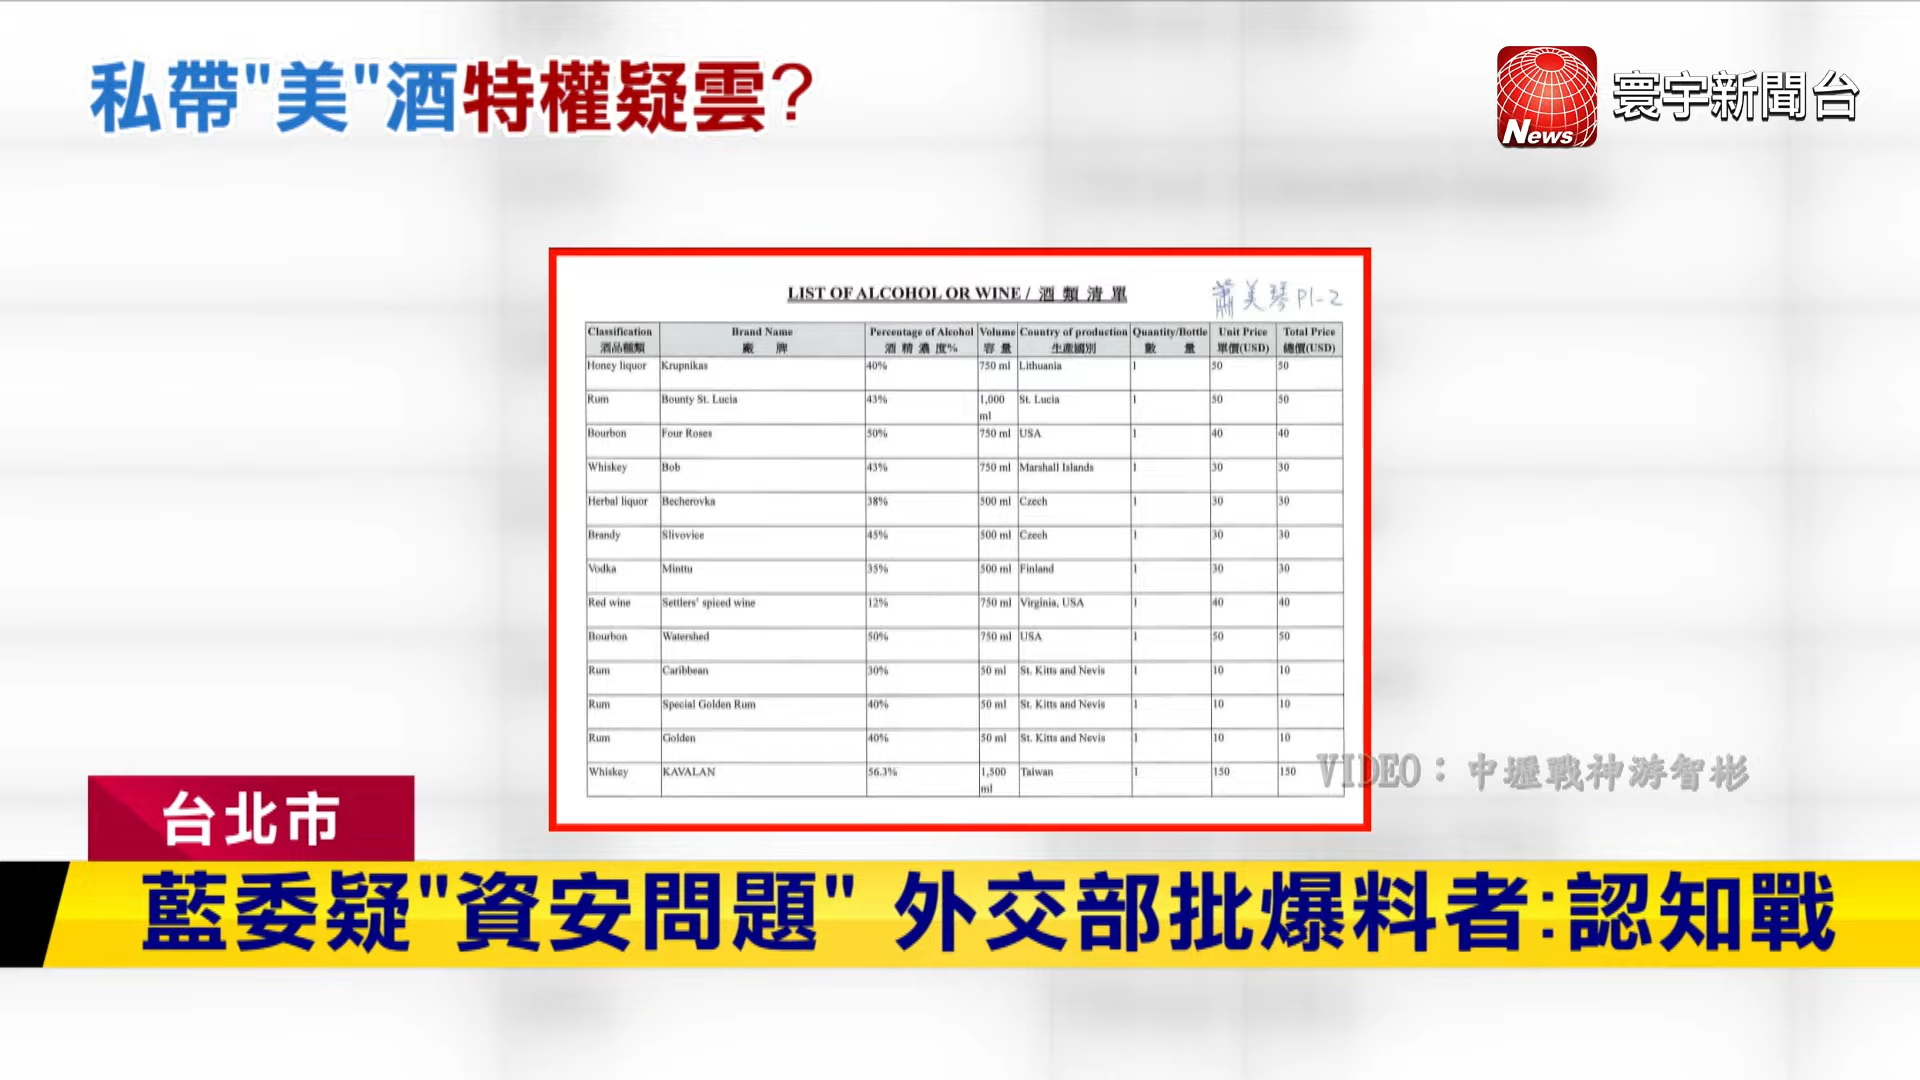 私帶"美"酒特權疑雲?
News 寰宇新聞台
LIST OF ALCOHOL OR WINE / 酒 類 清 單
蕭美琴 P1-2
Classification Brand Name Percentage of Alcohol Volume Country of production Quantity/Bottle Unit Price Total Price
酒品種類 廠 牌 酒 精 濃 度% 容 量 生產國別 數 量 單價(USD) 總價(USD)
Honey liquor Krupnikas 40% 750 ml Lithuania 1 50 50
Rum Bounty St. Lucia 43% 1,000 ml St. Lucia 1 50 50
Bourbon Four Roses 50% 750 ml USA 1 40 40
Whiskey Bob 43% 750 ml Marshall Islands 1 30 30
Herbal liquor Becherovka 38% 500 ml Czech 1 30 30
Brandy Slivovice 45% 500 ml Czech 1 30 30
Vodka Minttu 35% 500 ml Finland 1 30 30
Red wine Settlers' spiced wine 12% 750 ml Virginia, USA 1 40 40
Bourbon Watershed 50% 750 ml USA 1 50 50
Rum Caribbean 30% 50 ml St. Kitts and Nevis 1 10 10
Rum Special Golden Rum 40% 50 ml St. Kitts and Nevis 1 10 10
Rum Golden 40% 50 ml St. Kitts and Nevis 1 10 10
Whiskey KAVALAN 56.3% 1,500 ml Taiwan 1 150 150
VIDEO：中壢戰神游智彬
台北市
藍委疑"資安問題" 外交部批爆料者:認知戰